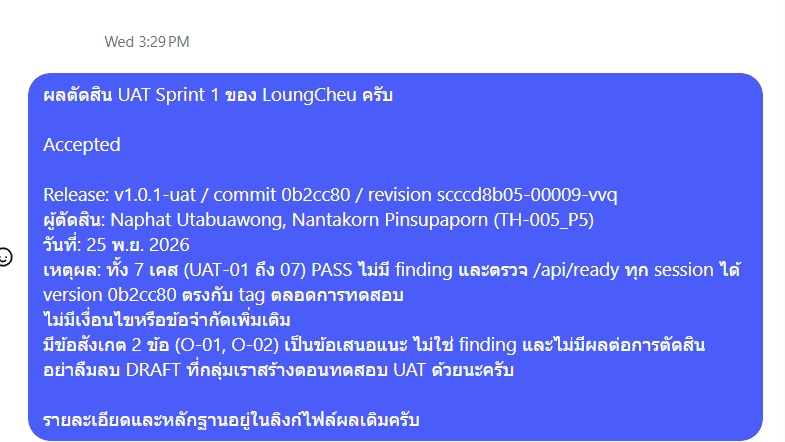 Wed 3:29 PM
ผลตัดสิน UAT Sprint 1 ของ LoungCheu ครับ
Accepted
Release: v1.0.1-uat / commit 0b2cc80 / revision scccd8b05-00009-vvq
ผู้ตัดสิน: Naphat Utabuawong, Nantakorn Pinsupaporn (TH-005_P5)
วันที่: 25 พ.ย. 2026
เหตุผล: ทั้ง 7 เคส (UAT-01 ถึง 07) PASS ไม่มี finding และตรวจ /api/ready ทุก session ได้
version 0b2cc80 ตรงกับ tag ตลอดการทดสอบ
ไม่มีเงื่อนไขหรือข้อจำกัดเพิ่มเติม
มีข้อสังเกต 2 ข้อ (O-01, O-02) เป็นข้อเสนอแนะ ไม่ใช่ finding และไม่มีผลต่อการตัดสิน
อย่าลืมลบ DRAFT ที่กลุ่มเราสร้างตอนทดสอบ UAT ด้วยนะครับ
รายละเอียดและหลักฐานอยู่ในลิงก์ไฟล์ผลเดิมครับ